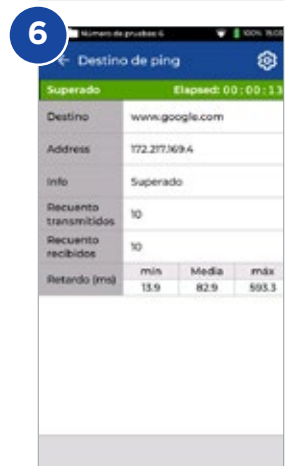 6
Número de pruebas 6 100% 15:05
← Destino de ping
Superado Elapsed: 00:00:13
Destino www.google.com
Address 172.217.169.4
Info Superado
Recuento transmitidos 10
Recuento recibidos 10
Retardo (ms) min Media máx
13.9 82.9 593.3